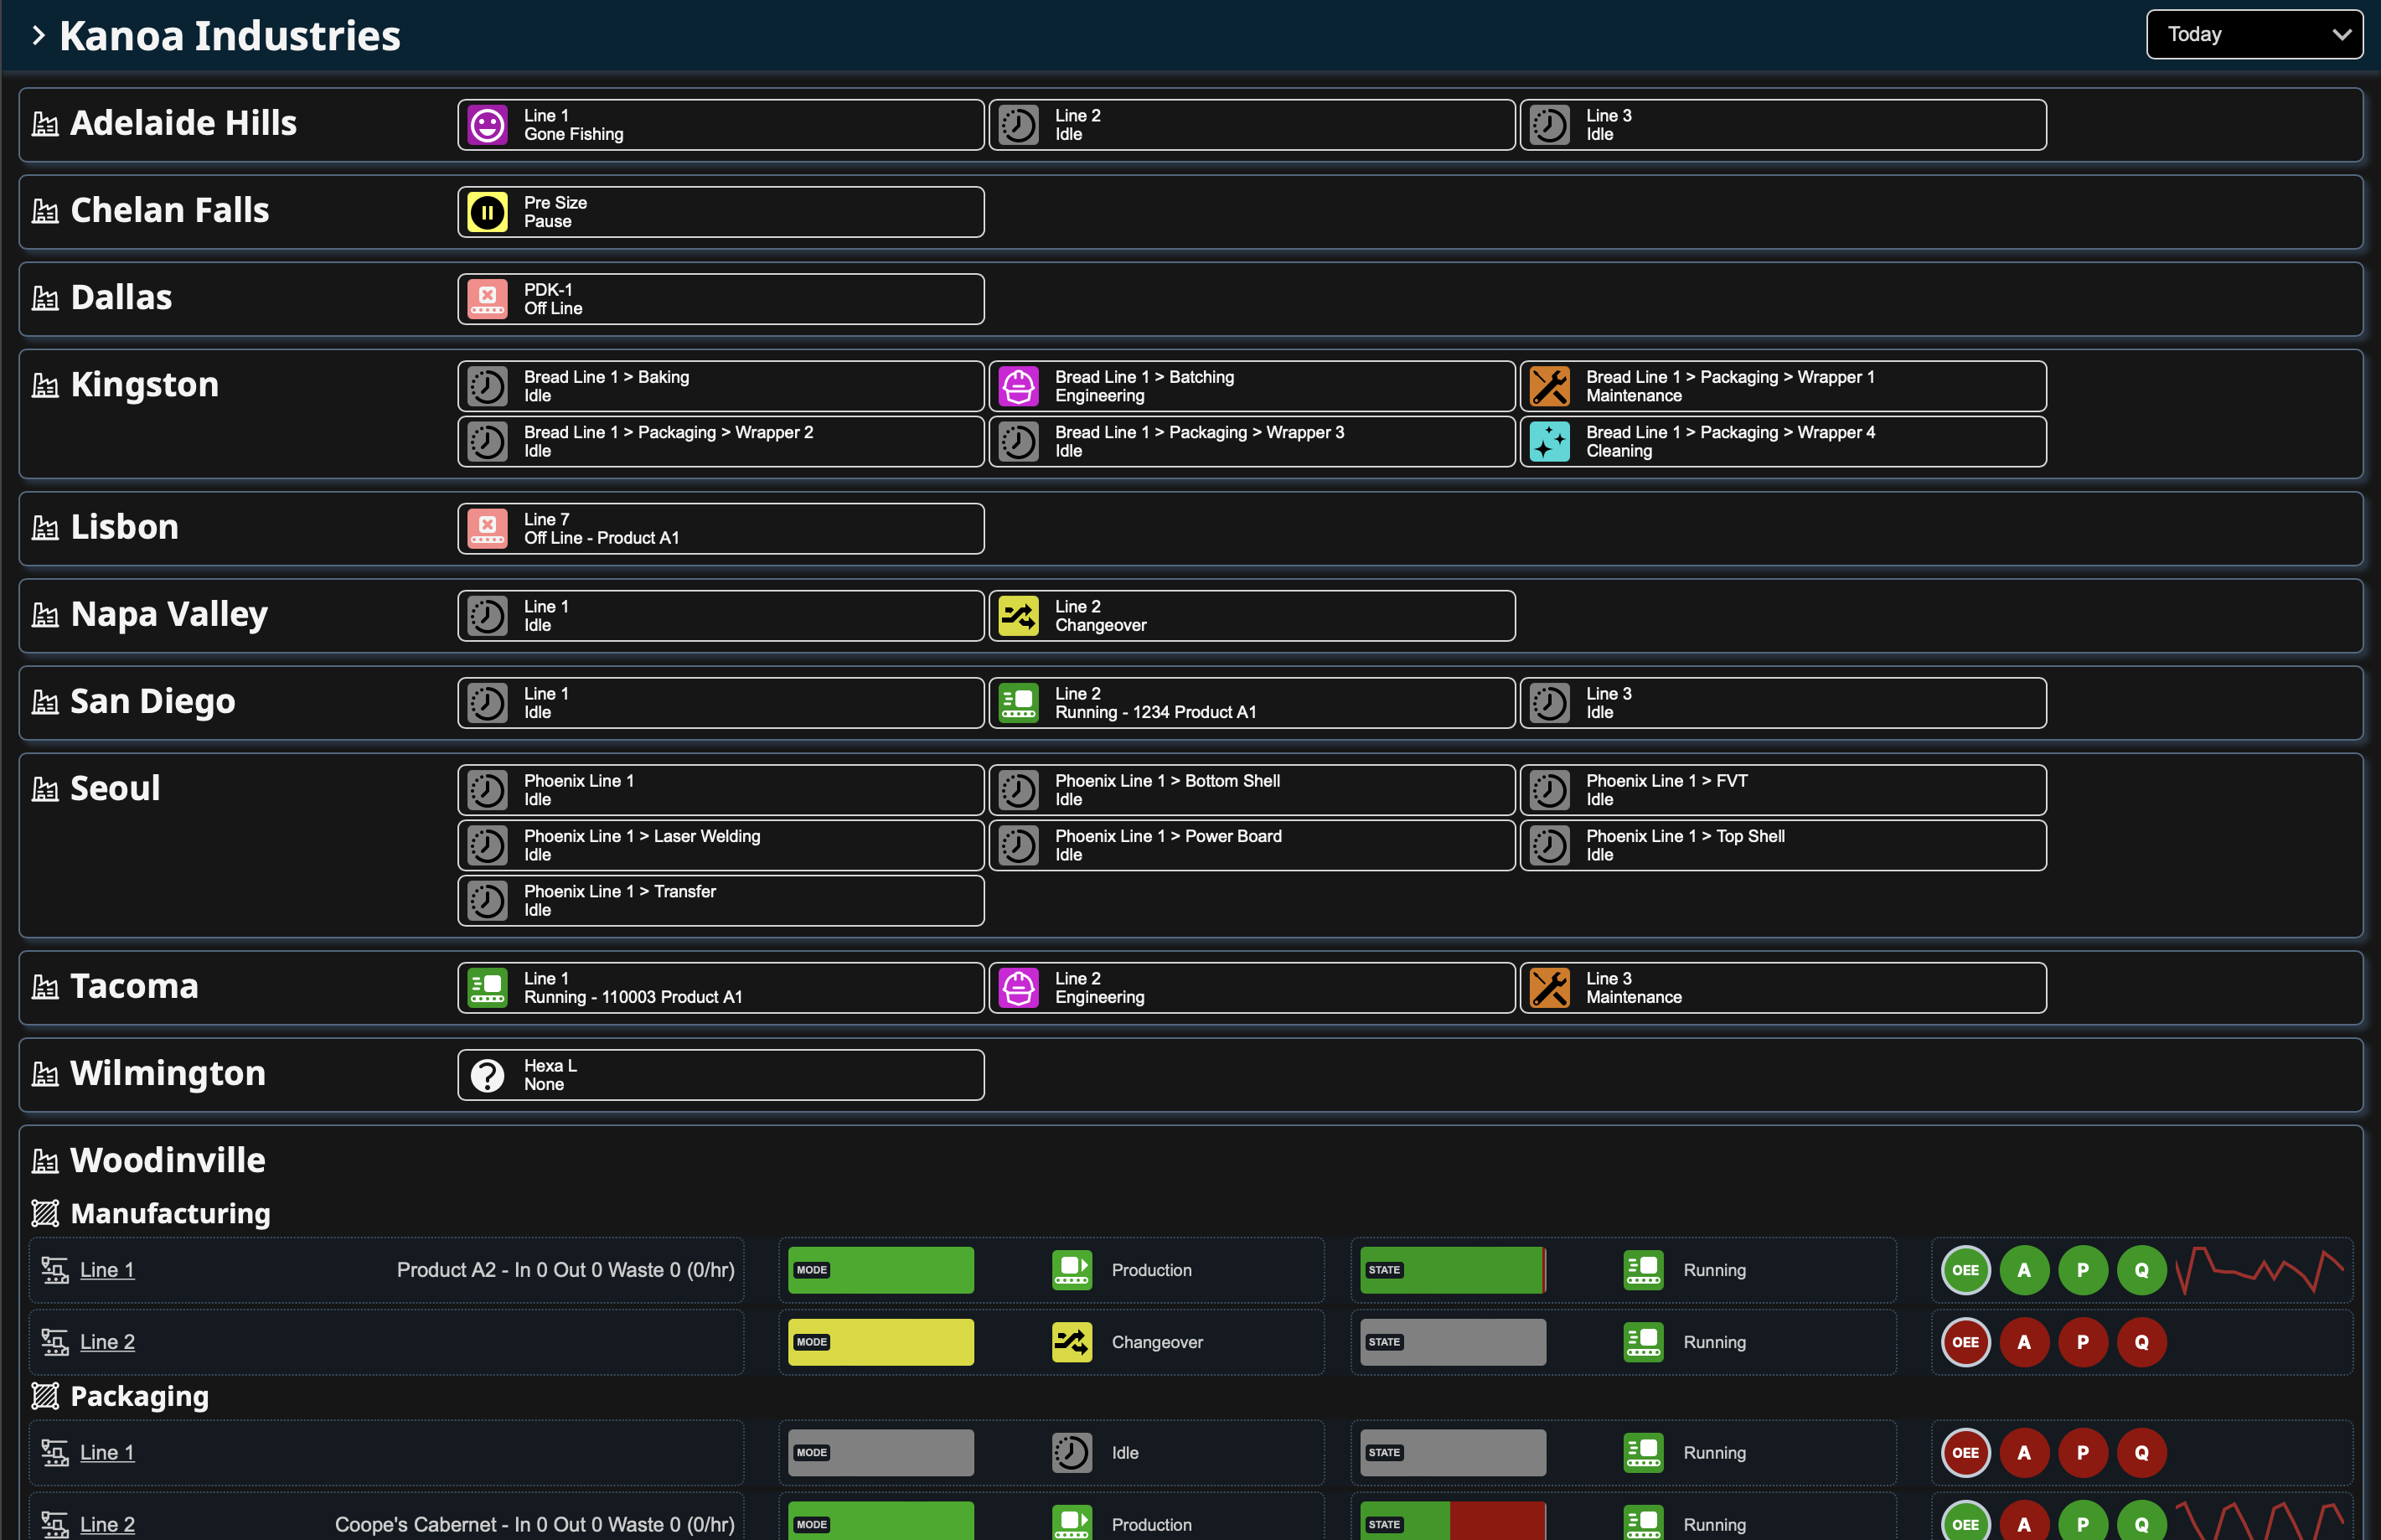 Kanoa Industries
Today
Adelaide Hills
Line 1
Gone Fishing
Line 2
Idle
Line 3
Idle
Chelan Falls
Pre Size
Pause
Dallas
PDK-1
Off Line
Kingston
Bread Line 1 > Baking
Idle
Bread Line 1 > Batching
Engineering
Bread Line 1 > Packaging > Wrapper 1
Maintenance
Bread Line 1 > Packaging > Wrapper 2
Idle
Bread Line 1 > Packaging > Wrapper 3
Idle
Bread Line 1 > Packaging > Wrapper 4
Cleaning
Lisbon
Line 7
Off Line - Product A1
Napa Valley
Line 1
Idle
Line 2
Changeover
San Diego
Line 1
Idle
Line 2
Running - 1234 Product A1
Line 3
Idle
Seoul
Phoenix Line 1
Idle
Phoenix Line 1 > Bottom Shell
Idle
Phoenix Line 1 > FVT
Idle
Phoenix Line 1 > Laser Welding
Idle
Phoenix Line 1 > Power Board
Idle
Phoenix Line 1 > Top Shell
Idle
Phoenix Line 1 > Transfer
Idle
Tacoma
Line 1
Running - 110003 Product A1
Line 2
Engineering
Line 3
Maintenance
Wilmington
Hexa L
None
Woodinville
Manufacturing
Line 1 Product A2 - In 0 Out 0 Waste 0 (0/hr) MODE Production STATE Running OEE A P Q
Line 2 MODE Changeover STATE Running OEE A P Q
Packaging
Line 1 MODE Idle STATE Running OEE A P Q
Line 2 Coope's Cabernet - In 0 Out 0 Waste 0 (0/hr) MODE Production STATE Running OEE A P Q